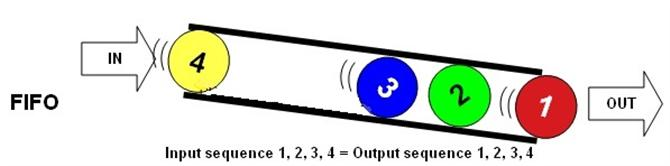 IN
4
3
2
1
OUT
FIFO
Input sequence 1, 2, 3, 4 = Output sequence 1, 2, 3, 4